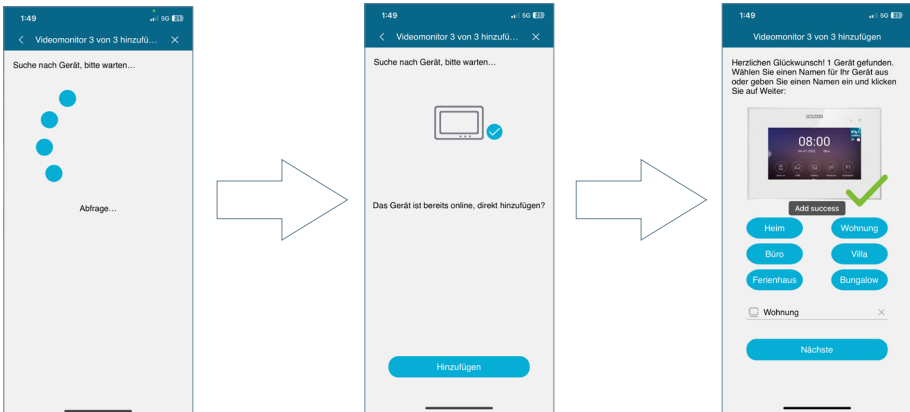 1:49
5G 21
Videomonitor 3 von 3 hinzufü...
Suche nach Gerät, bitte warten...
Abfrage...
1:49
5G 21
Videomonitor 3 von 3 hinzufü...
Suche nach Gerät, bitte warten...
Das Gerät ist bereits online, direkt hinzufügen?
Hinzufügen
1:49
5G 21
Videomonitor 3 von 3 hinzufügen
Herzlichen Glückwunsch! 1 Gerät gefunden.
Wählen Sie einen Namen für Ihr Gerät aus
oder geben Sie einen Namen ein und klicken
Sie auf Weiter:
08:00
Add success
Heim
Wohnung
Büro
Villa
Ferienhaus
Bungalow
Wohnung
Nächste